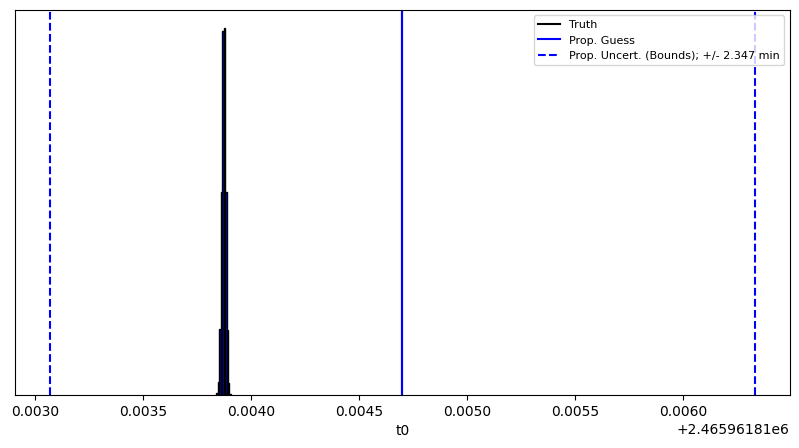 Truth
Prop. Guess
Prop. Uncert. (Bounds); +/- 2.347 min
0.0030 0.0035 0.0040 0.0045 0.0050 0.0055 0.0060
+2.46596181e6
t0